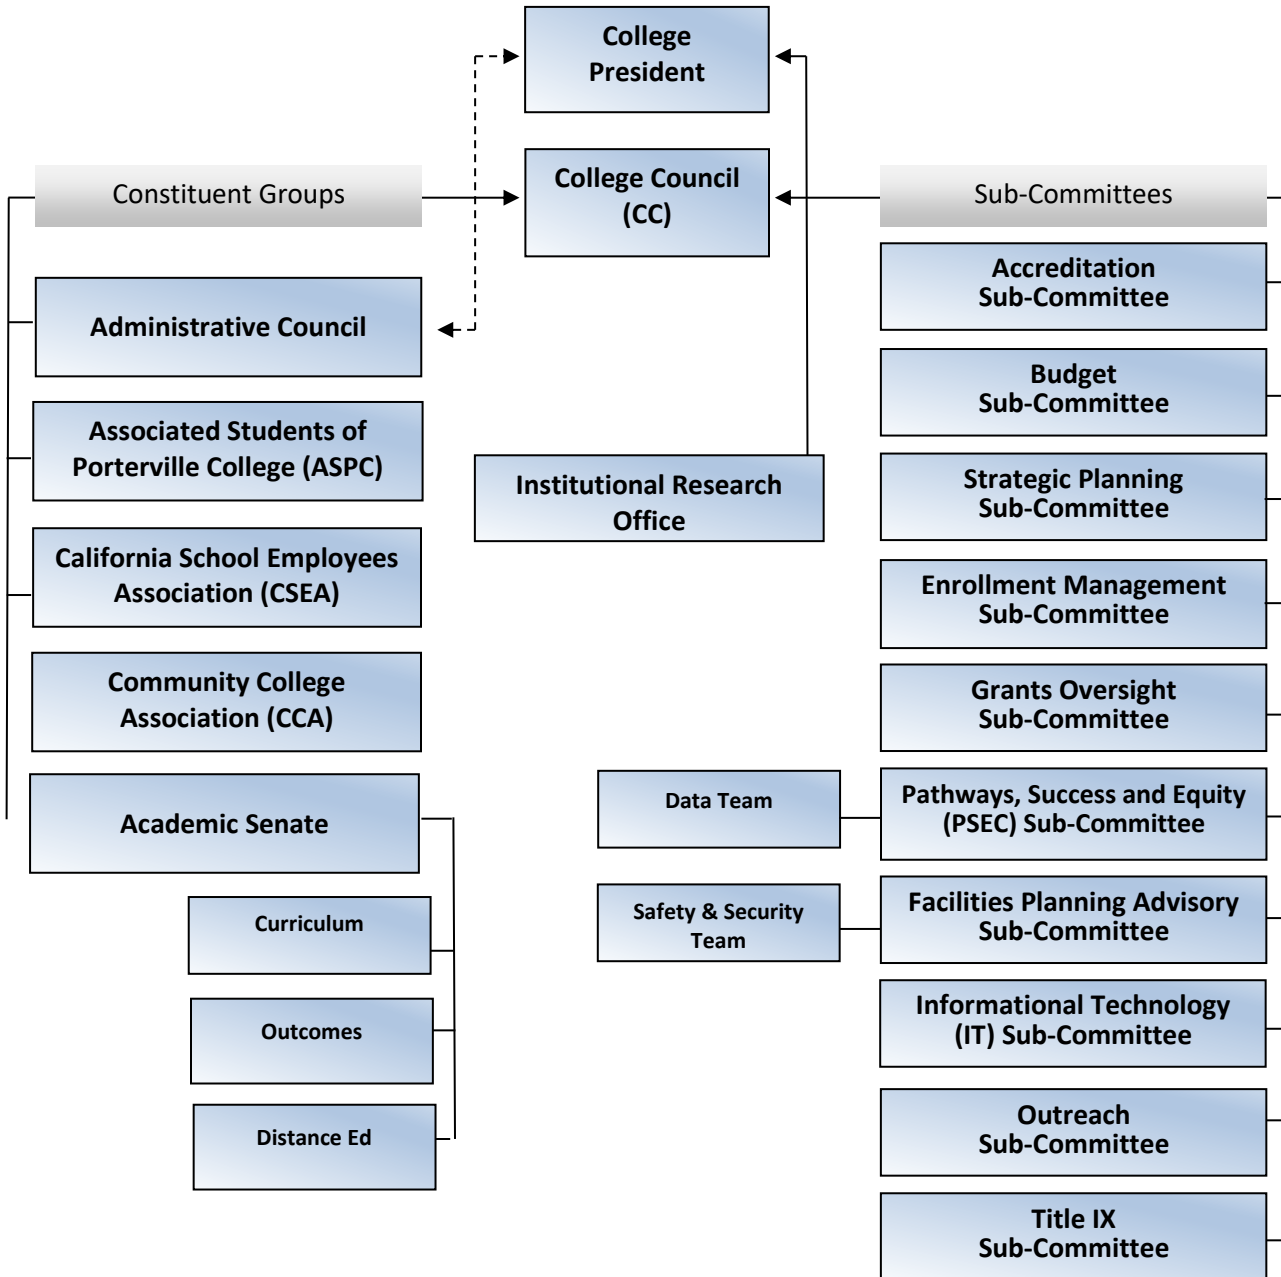 College
President
College Council
(CC)
Constituent Groups
Administrative Council
Associated Students of
Porterville College (ASPC)
California School Employees
Association (CSEA)
Community College
Association (CCA)
Academic Senate
Curriculum
Outcomes
Distance Ed
Institutional Research
Office
Sub-Committees
Accreditation
Sub-Committee
Budget
Sub-Committee
Strategic Planning
Sub-Committee
Enrollment Management
Sub-Committee
Grants Oversight
Sub-Committee
Data Team
Pathways, Success and Equity
(PSEC) Sub-Committee
Safety & Security
Team
Facilities Planning Advisory
Sub-Committee
Informational Technology
(IT) Sub-Committee
Outreach
Sub-Committee
Title IX
Sub-Committee